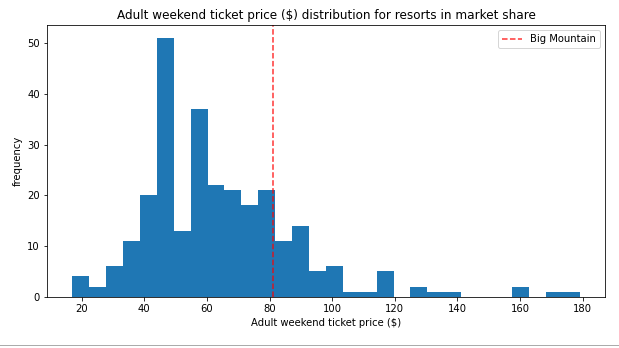 Adult weekend ticket price ($) distribution for resorts in market share
Big Mountain
frequency
50
40
30
20
10
0
20 40 60 80 100 120 140 160 180
Adult weekend ticket price ($)